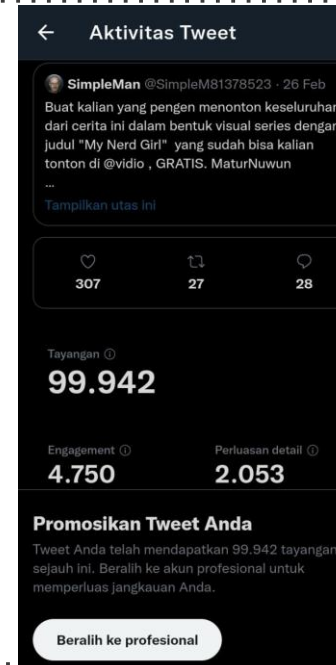 Aktivitas Tweet
SimpleMan @SimpleM81378523 · 26 Feb
Buat kalian yang pengen menonton keseluruhan
dari cerita ini dalam bentuk visual series dengan
judul "My Nerd Girl" yang sudah bisa kalian
tonton di @vidio , GRATIS. MaturNuwun
...
Tampilkan utas ini
307 27 28
Tayangan
99.942
Engagement Perluasan detail
4.750 2.053
Promosikan Tweet Anda
Tweet Anda telah mendapatkan 99.942 tayangan
sejauh ini. Beralih ke akun profesional untuk
memperluas jangkauan Anda.
Beralih ke profesional